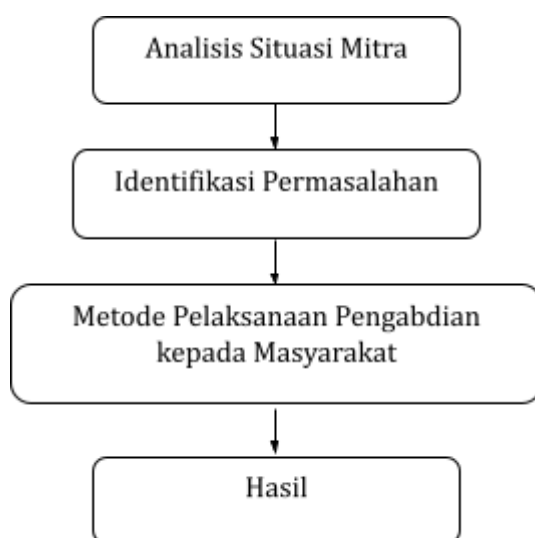 Analisis Situasi Mitra
Identifikasi Permasalahan
Metode Pelaksanaan Pengabdian
kepada Masyarakat
Hasil